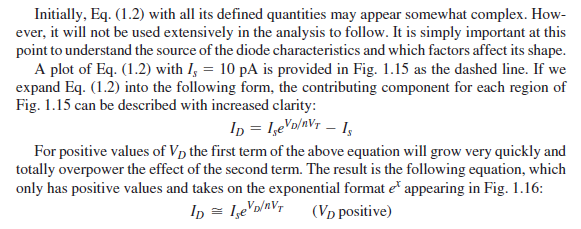 Initially, Eq. (1.2) with all its defined quantities may appear somewhat complex. How-
ever, it will not be used extensively in the analysis to follow. It is simply important at this
point to understand the source of the diode characteristics and which factors affect its shape.
A plot of Eq. (1.2) with Iₛ = 10 pA is provided in Fig. 1.15 as the dashed line. If we
expand Eq. (1.2) into the following form, the contributing component for each region of
Fig. 1.15 can be described with increased clarity:
I_D = I_s e^{V_D/nV_T} − I_s
For positive values of V_D the first term of the above equation will grow very quickly and
totally overpower the effect of the second term. The result is the following equation, which
only has positive values and takes on the exponential format e^x appearing in Fig. 1.16:
I_D ≅ I_s e^{V_D/nV_T} (V_D positive)